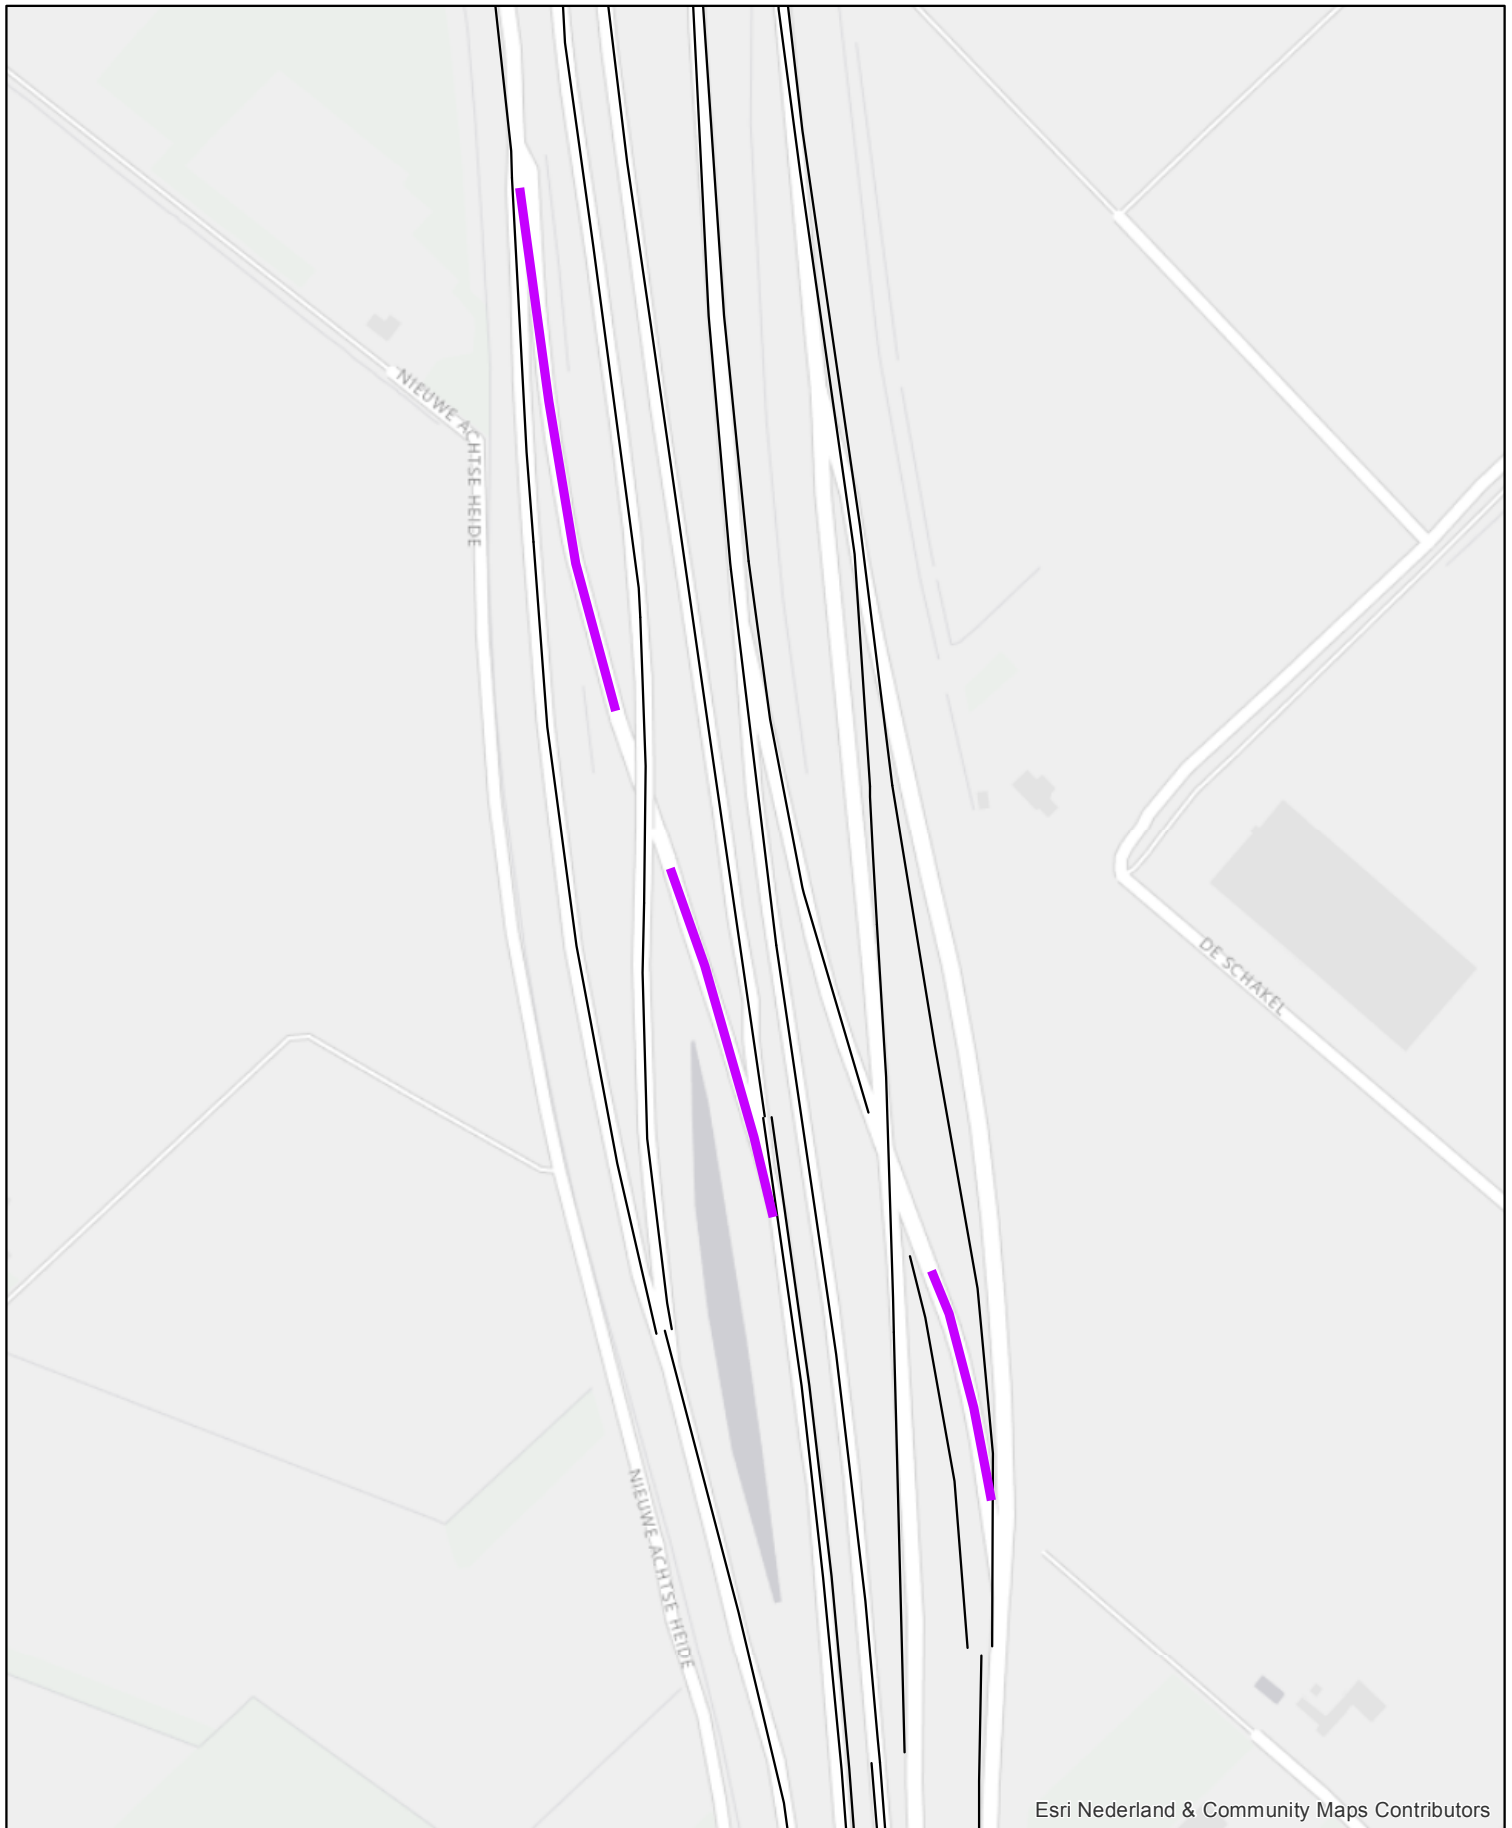 NIEUWE ACHTSE HEIDE
DE SCHAKEL
NIEUWE ACHTSE HEIDE
Esri Nederland & Community Maps Contributors